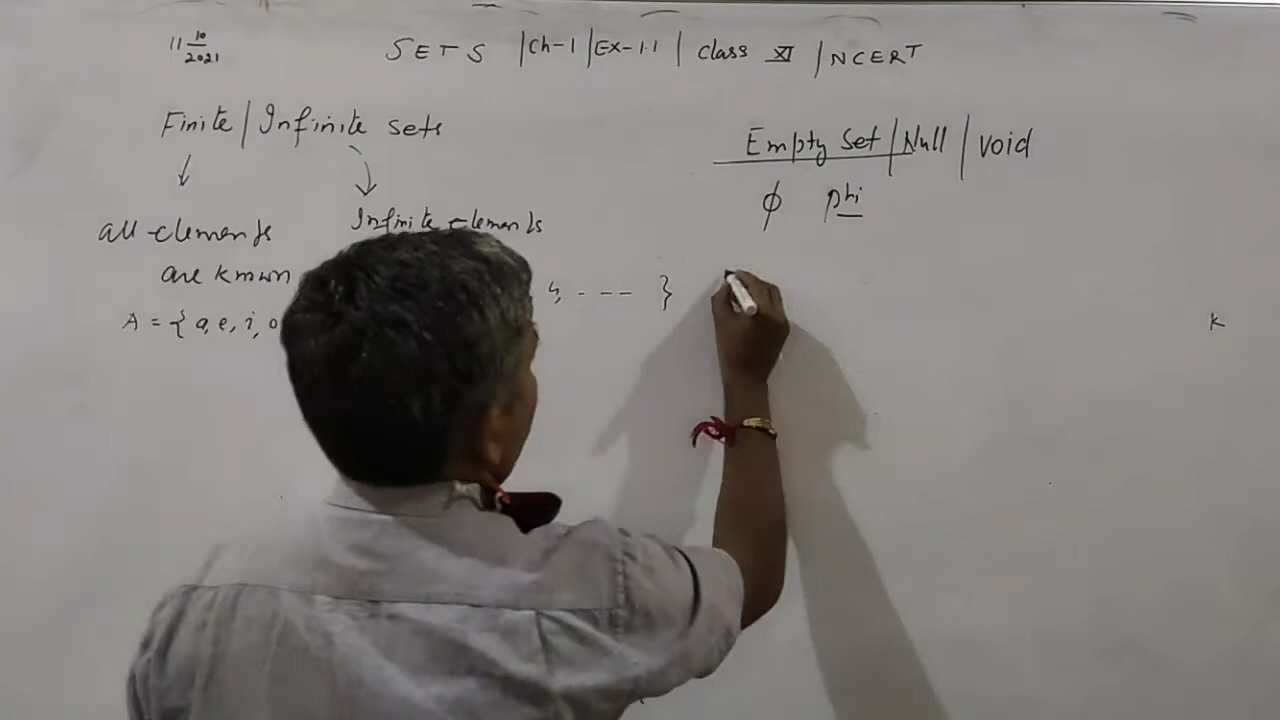 11 10/2021
SETS |Ch-1|Ex-1.1| class XI |NCERT
Finite/Infinite sets
↓ ↓
all elements
are known
A = { a, e, i, o
Infinite elements
4, - - - - }
Empty Set/Null/void
φ phi
K